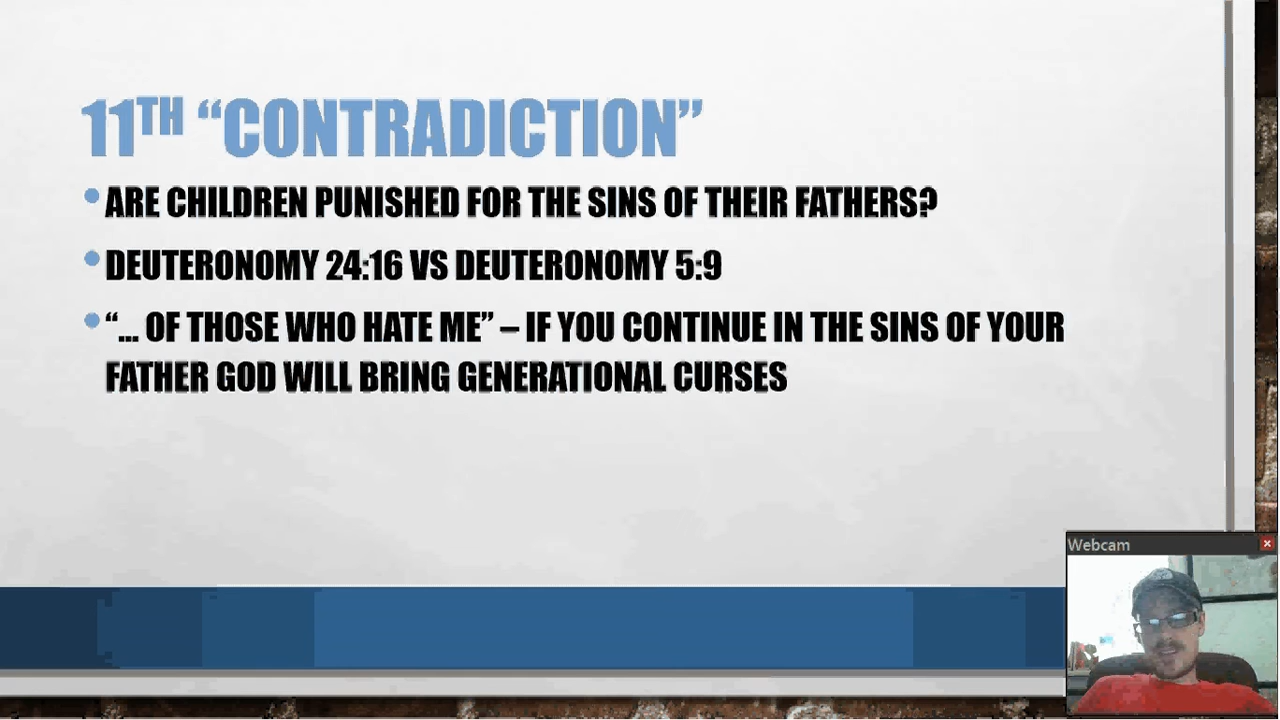 11TH “CONTRADICTION”
•ARE CHILDREN PUNISHED FOR THE SINS OF THEIR FATHERS?
•DEUTERONOMY 24:16 VS DEUTERONOMY 5:9
•“... OF THOSE WHO HATE ME” – IF YOU CONTINUE IN THE SINS OF YOUR
FATHER GOD WILL BRING GENERATIONAL CURSES
Webcam